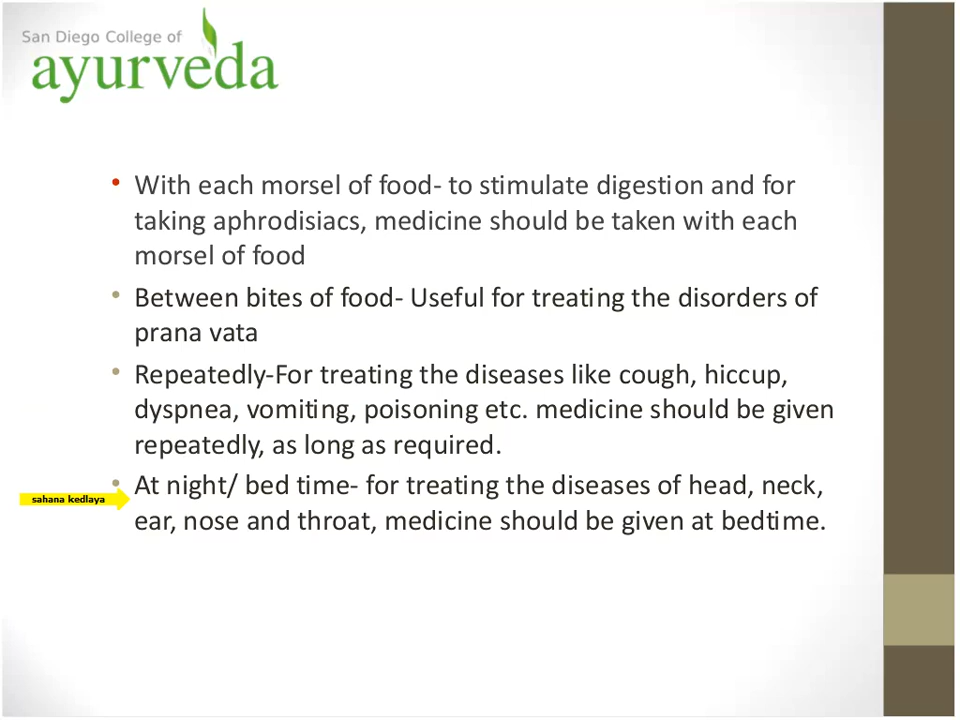 San Diego College of
ayurveda
• With each morsel of food- to stimulate digestion and for
taking aphrodisiacs, medicine should be taken with each
morsel of food
• Between bites of food- Useful for treating the disorders of
prana vata
• Repeatedly-For treating the diseases like cough, hiccup,
dyspnea, vomiting, poisoning etc. medicine should be given
repeatedly, as long as required.
sahana kedlaya
• At night/ bed time- for treating the diseases of head, neck,
ear, nose and throat, medicine should be given at bedtime.